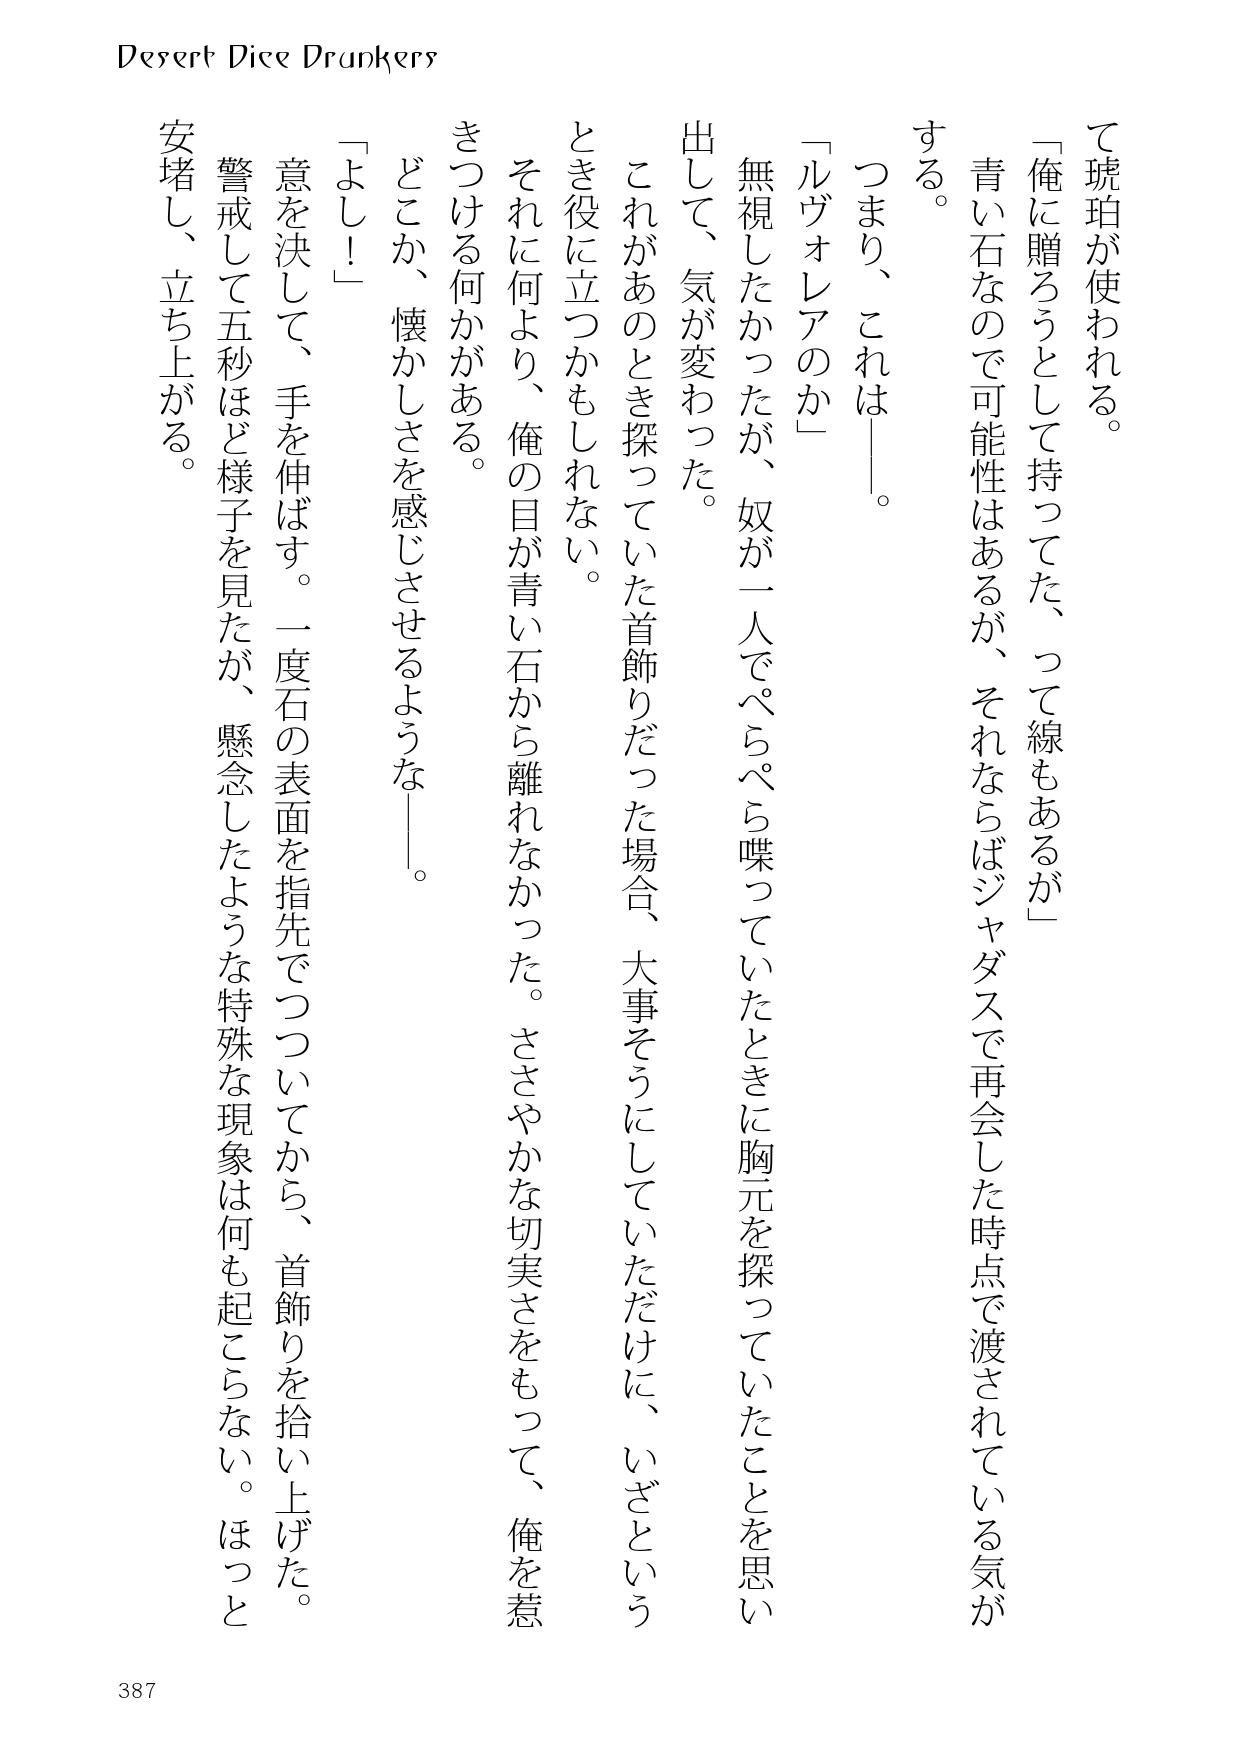 Desert Dice Drunkers
て琥珀が使われる。
「俺に贈ろうとして持ってた、って線もあるが」
　青い石なので可能性はあるが、それならばジャダスで再会した時点で渡されている気が
する。
　つまり、これは――。
「ルヴォレアのか」
　無視したかったが、奴が一人でぺらぺら喋っていたときに胸元を探っていたことを思い
出して、気が変わった。
　これがあのとき探っていた首飾りだった場合、大事そうにしていただけに、いざという
とき役に立つかもしれない。
　それに何より、俺の目が青い石から離れなかった。ささやかな切実さをもって、俺を惹
きつける何かがある。
　どこか、懐かしさを感じさせるような――。
「よし！」
　意を決して、手を伸ばす。一度石の表面を指先でつついてから、首飾りを拾い上げた。
　警戒して五秒ほど様子を見たが、懸念したような特殊な現象は何も起こらない。ほっと
安堵し、立ち上がる。
387